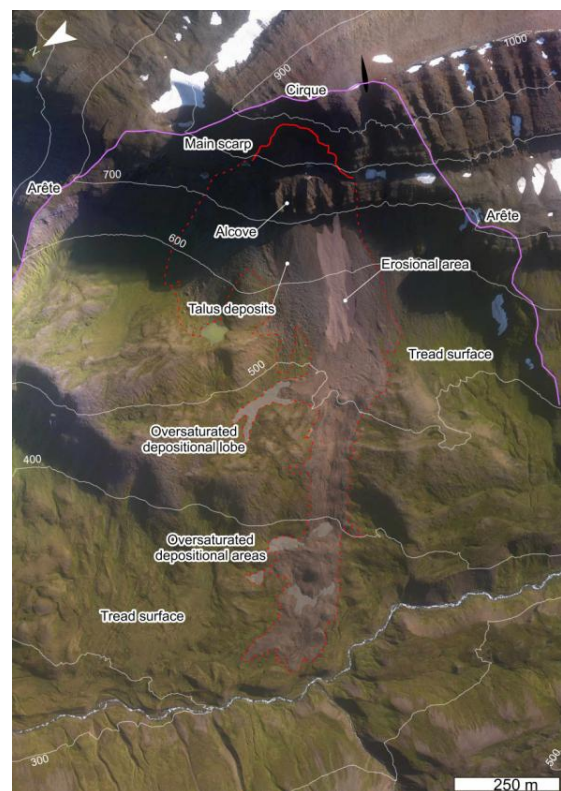 N
1000
900
Cirque
Main scarp
Arête
700
Arête
Alcove
600
Erosional area
Talus deposits
Tread surface
500
Oversaturated
depositional lobe
400
Oversaturated
depositional areas
Tread surface
300
500
250 m